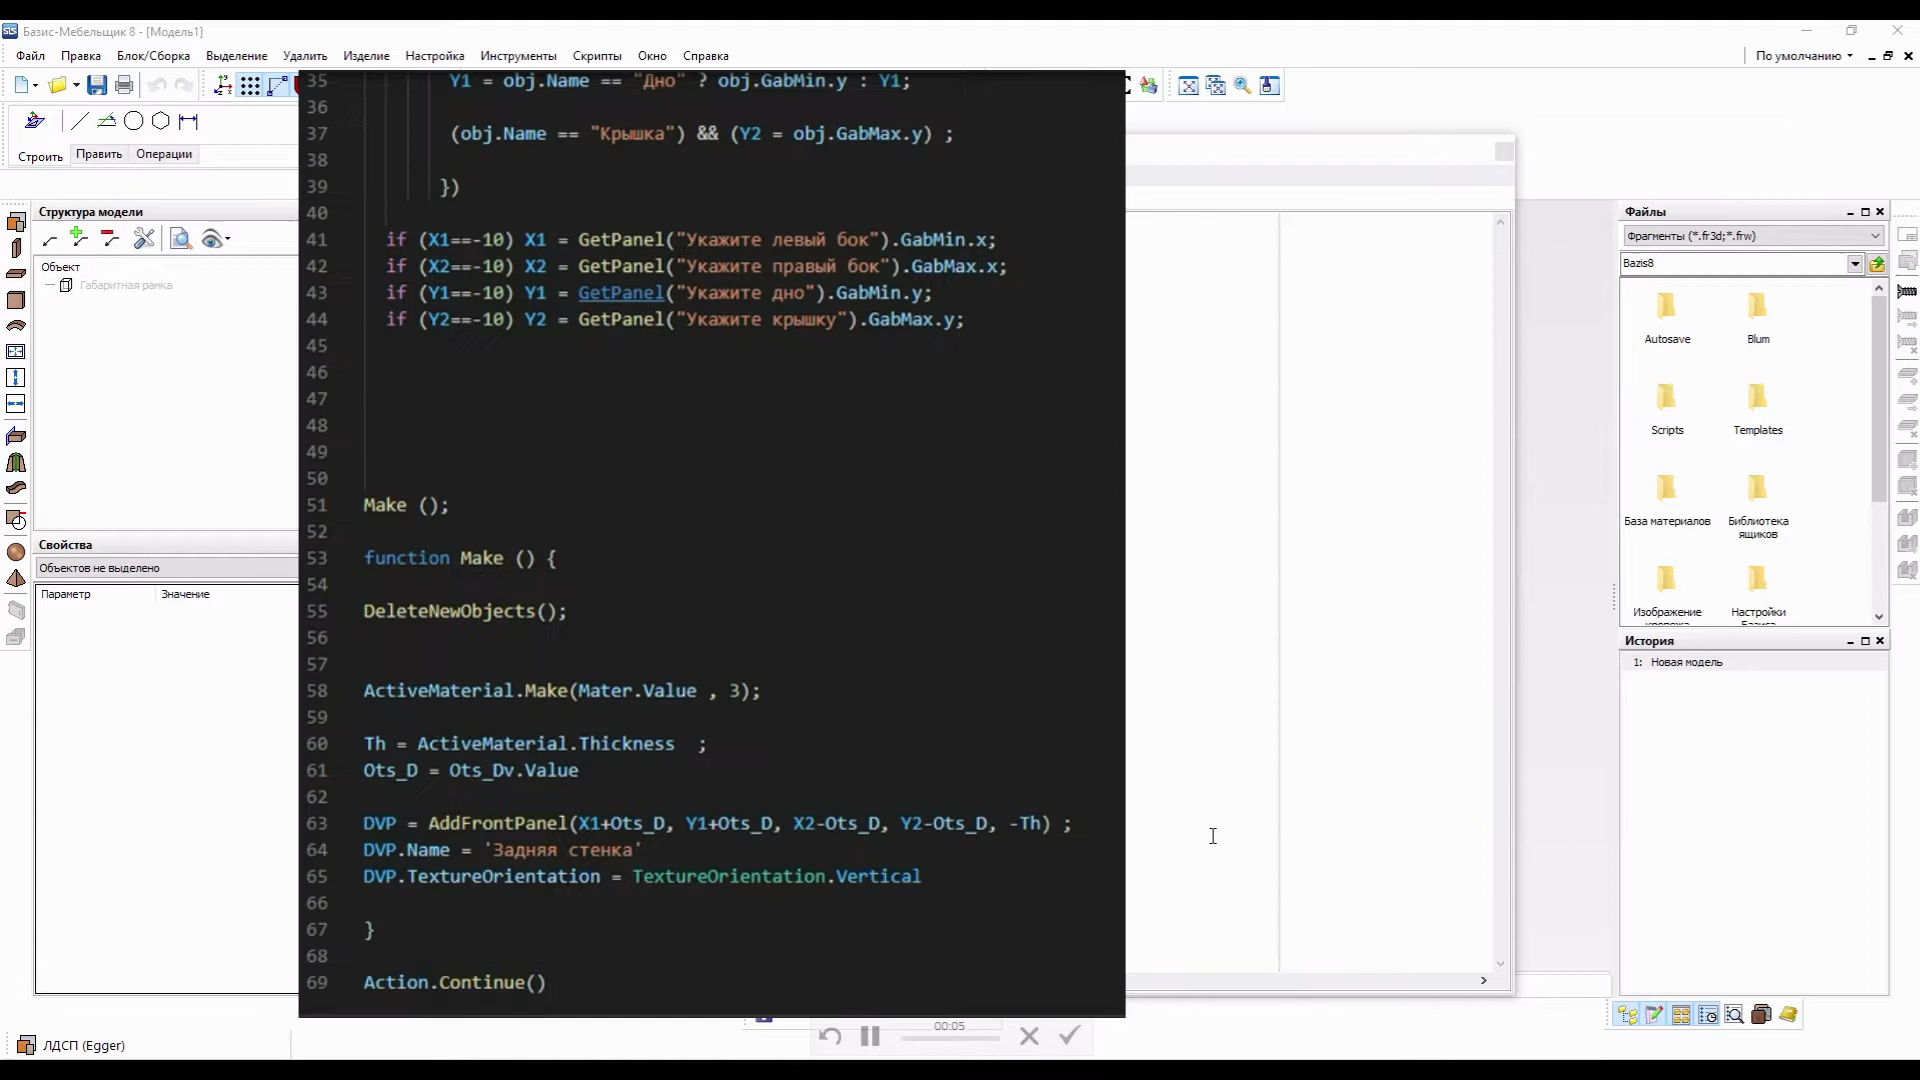 Базис-Мебельщик 8 - [Модель1]
Файл Правка Блок/Сборка Выделение Удалить Изделие Настройка Инструменты Скрипты Окно Справка
По умолчанию
Строить Править Операции
Структура модели
Объект
Габаритная рамка
Свойства
Объектов не выделено
Параметр Значение
ЛДСП (Egger)
35 Y1 = obj.Name == "Дно" ? obj.GabMin.y : Y1;
36
37 (obj.Name == "Крышка") && (Y2 = obj.GabMax.y) ;
38
39 })
40
41 if (X1==-10) X1 = GetPanel("Укажите левый бок").GabMin.x;
42 if (X2==-10) X2 = GetPanel("Укажите правый бок").GabMax.x;
43 if (Y1==-10) Y1 = GetPanel("Укажите дно").GabMin.y;
44 if (Y2==-10) Y2 = GetPanel("Укажите крышку").GabMax.y;
45
46
47
48
49
50
51 Make ();
52
53 function Make () {
54
55 DeleteNewObjects();
56
57
58 ActiveMaterial.Make(Mater.Value , 3);
59
60 Th = ActiveMaterial.Thickness ;
61 Ots_D = Ots_Dv.Value
62
63 DVP = AddFrontPanel(X1+Ots_D, Y1+Ots_D, X2-Ots_D, Y2-Ots_D, -Th) ;
64 DVP.Name = 'Задняя стенка'
65 DVP.TextureOrientation = TextureOrientation.Vertical
66
67 }
68
69 Action.Continue()
00:05
Файлы
Фрагменты (*.fr3d;*.frw)
Bazis8
Autosave Blum
Scripts Templates
База материалов Библиотека ящиков
Изображение крепежа Настройки Базиса
История
1: Новая модель